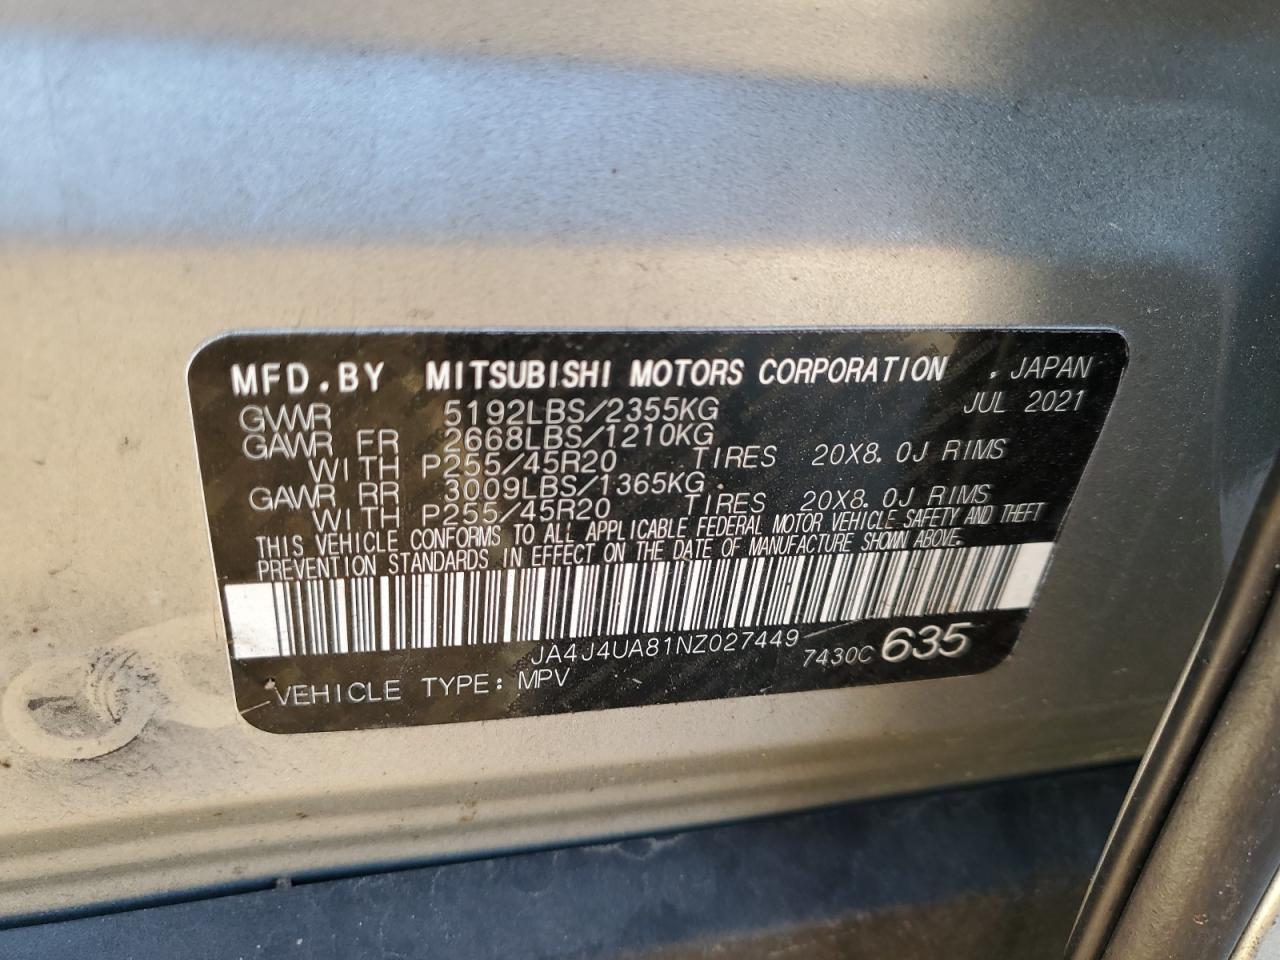 MFD.BY MITSUBISHI MOTORS CORPORATION . JAPAN
JUL 2021
GVWR 5192LBS/2355KG
GAWR FR 2668LBS/1210KG
WITH P255/45R20 TIRES 20X8.0J RIMS
GAWR RR 3009LBS/1365KG
WITH P255/45R20 TIRES 20X8.0J RIMS
THIS VEHICLE CONFORMS TO ALL APPLICABLE FEDERAL MOTOR VEHICLE SAFETY AND THEFT
PREVENTION STANDARDS IN EFFECT ON THE DATE OF MANUFACTURE SHOWN ABOVE.
JA4J4UA81NZ027449
7430C 635
VEHICLE TYPE: MPV